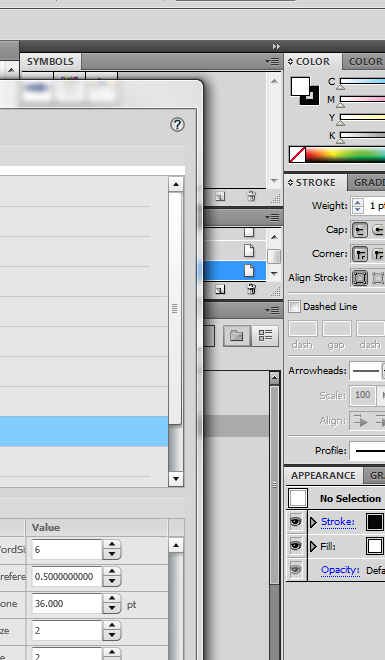 SYMBOLS
COLOR
COLOR
C
M
Y
K
?
STROKE
GRAD
Weight: 1 pt
Cap:
Corner:
Align Stroke:
Dashed Line
dash gap dash
Arrowheads:
Scale: 100
Align:
Profile:
APPEARANCE
GR
No Selection
Stroke:
Fill:
Opacity: Defa
Value
WordSi 6
refere 0.5000000000
one 36.000 pt
ze 2
e 2